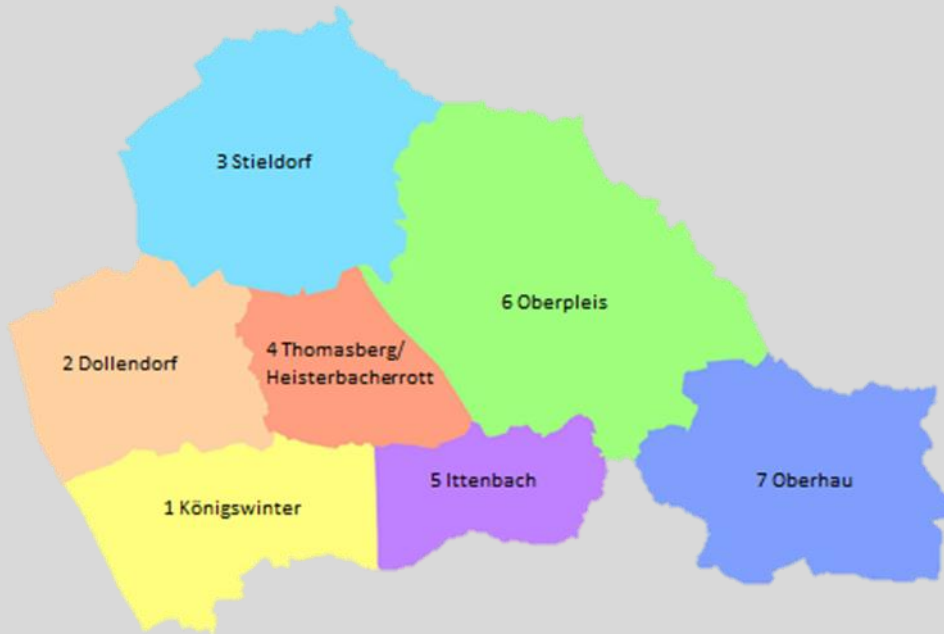 3 Stieldorf
6 Oberpleis
2 Dollendorf
4 Thomasberg/
Heisterbacherrott
5 Ittenbach
7 Oberhau
1 Königswinter